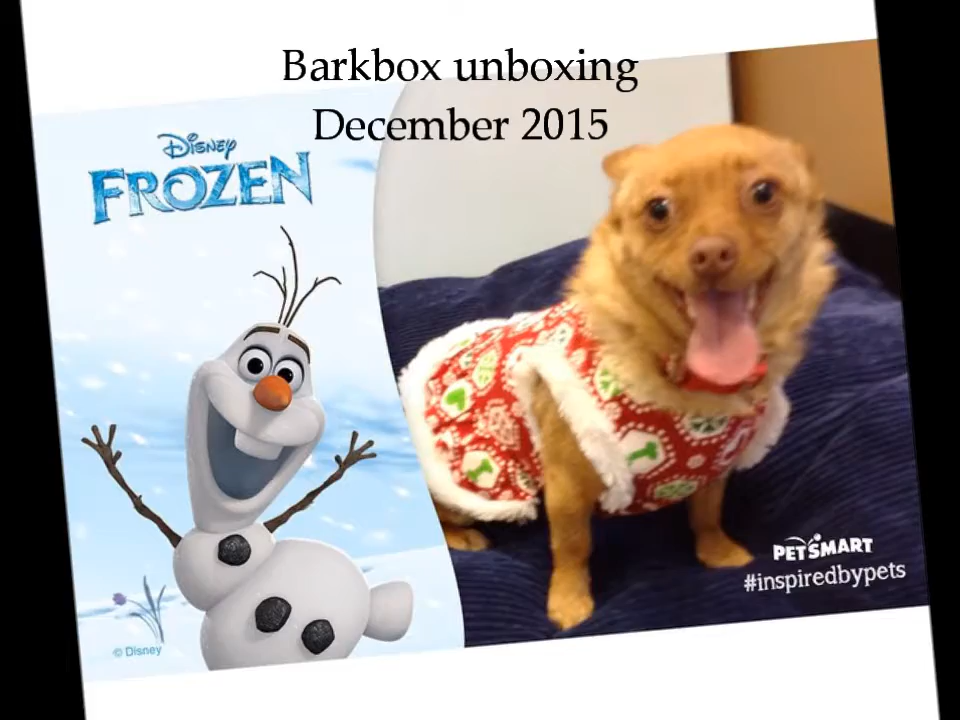 Barkbox unboxing
December 2015
Disney
FROZEN
PETSMART
#inspiredbypets
© Disney